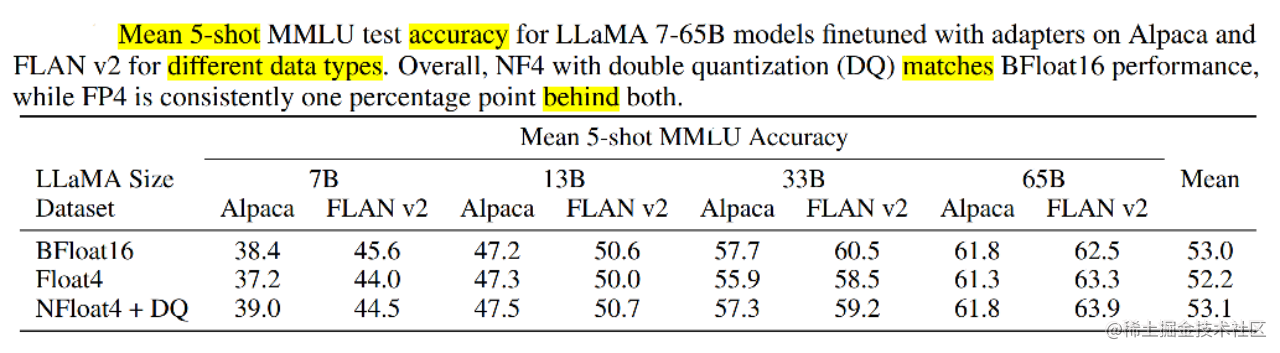 Mean 5-shot MMLU test accuracy for LLaMA 7-65B models finetuned with adapters on Alpaca and
FLAN v2 for different data types. Overall, NF4 with double quantization (DQ) matches BFloat16 performance,
while FP4 is consistently one percentage point behind both.
Mean 5-shot MMLU Accuracy
LLaMA Size 7B 13B 33B 65B Mean
Dataset Alpaca FLAN v2 Alpaca FLAN v2 Alpaca FLAN v2 Alpaca FLAN v2
BFloat16 38.4 45.6 47.2 50.6 57.7 60.5 61.8 62.5 53.0
Float4 37.2 44.0 47.3 50.0 55.9 58.5 61.3 63.3 52.2
NFloat4 + DQ 39.0 44.5 47.5 50.7 57.3 59.2 61.8 63.9 53.1
@稀土掘金技术社区